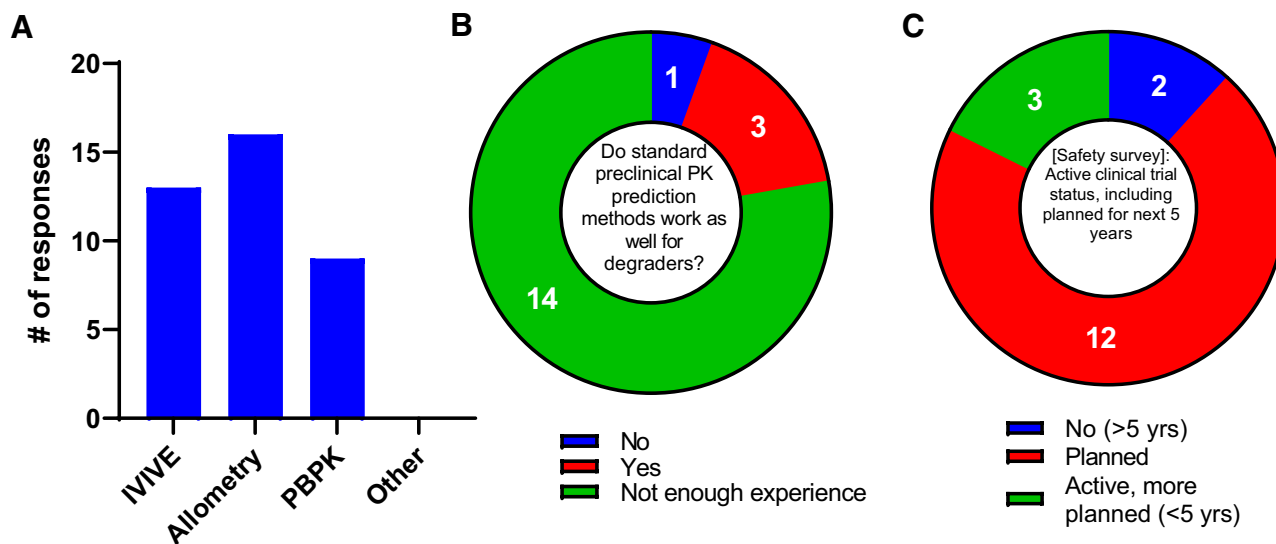 A
# of responses
20
15
10
5
0
IVIVE
Allometry
PBPK
Other
B
1
3
14
Do standard
preclinical PK
prediction
methods work as
well for
degraders?
No
Yes
Not enough experience
C
2
3
12
[Safety survey]:
Active clinical trial
status, including
planned for next 5
years
No (>5 yrs)
Planned
Active, more
planned (<5 yrs)